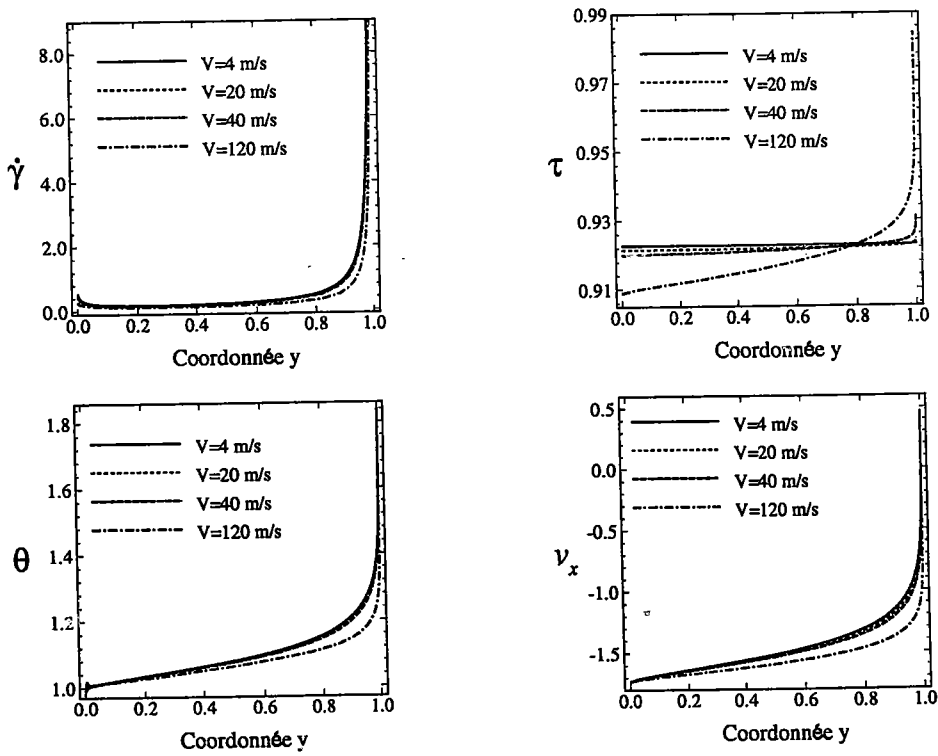 8.0
6.0
4.0
2.0
0.0
γ̇
V=4 m/s
V=20 m/s
V=40 m/s
V=120 m/s
0.0 0.2 0.4 0.6 0.8 1.0
Coordonnée y
0.99
0.97
0.95
0.93
0.91
τ
V=4 m/s
V=20 m/s
V=40 m/s
V=120 m/s
0.0 0.2 0.4 0.6 0.8 1.0
Coordonnée y
1.8
1.6
1.4
1.2
1.0
θ
V=4 m/s
V=20 m/s
V=40 m/s
V=120 m/s
0.0 0.2 0.4 0.6 0.8 1.0
Coordonnée y
0.5
0.0
-0.5
-1.0
-1.5
νx
V=4 m/s
V=20 m/s
V=40 m/s
V=120 m/s
0.0 0.2 0.4 0.6 0.8 1.0
Coordonnée y